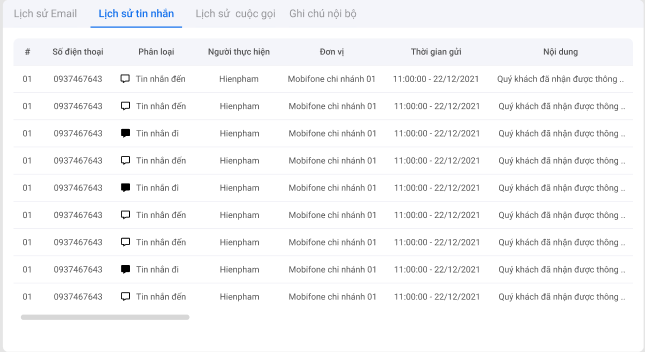 Lịch sử Email Lịch sử tin nhắn Lịch sử cuộc gọi Ghi chú nội bộ
# Số điện thoại Phân loại Người thực hiện Đơn vị Thời gian gửi Nội dung
01 0937467643 Tin nhắn đến Hienpham Mobifone chi nhánh 01 11:00:00 - 22/12/2021 Quý khách đã nhận được thông ..
01 0937467643 Tin nhắn đến Hienpham Mobifone chi nhánh 01 11:00:00 - 22/12/2021 Quý khách đã nhận được thông ..
01 0937467643 Tin nhắn đi Hienpham Mobifone chi nhánh 01 11:00:00 - 22/12/2021 Quý khách đã nhận được thông ..
01 0937467643 Tin nhắn đến Hienpham Mobifone chi nhánh 01 11:00:00 - 22/12/2021 Quý khách đã nhận được thông ..
01 0937467643 Tin nhắn đi Hienpham Mobifone chi nhánh 01 11:00:00 - 22/12/2021 Quý khách đã nhận được thông ..
01 0937467643 Tin nhắn đến Hienpham Mobifone chi nhánh 01 11:00:00 - 22/12/2021 Quý khách đã nhận được thông ..
01 0937467643 Tin nhắn đến Hienpham Mobifone chi nhánh 01 11:00:00 - 22/12/2021 Quý khách đã nhận được thông ..
01 0937467643 Tin nhắn đi Hienpham Mobifone chi nhánh 01 11:00:00 - 22/12/2021 Quý khách đã nhận được thông ..
01 0937467643 Tin nhắn đến Hienpham Mobifone chi nhánh 01 11:00:00 - 22/12/2021 Quý khách đã nhận được thông ..